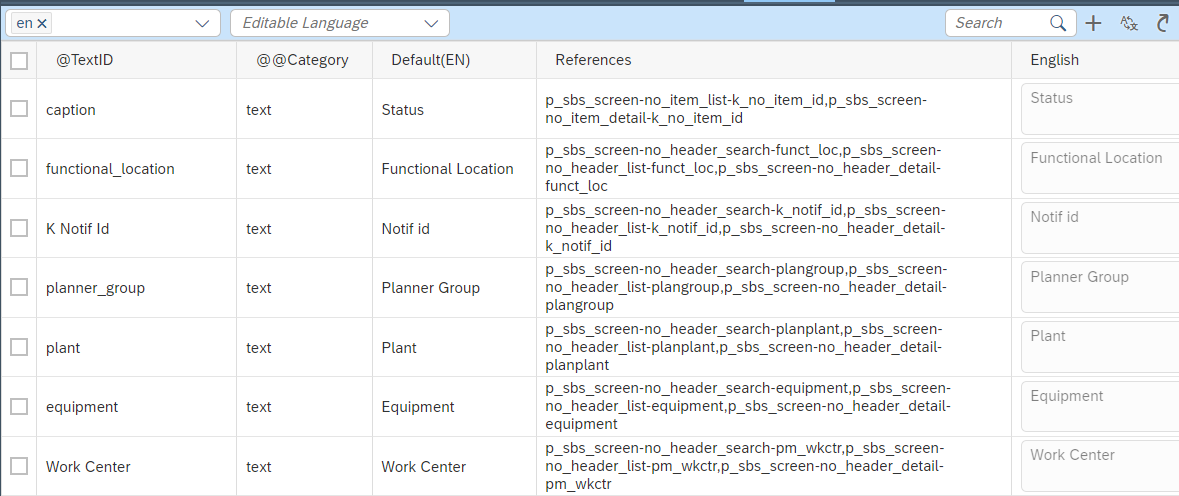 en
Editable Language
Search
@TextID @@Category Default(EN) References English
caption text Status
p_sbs_screen-no_item_list-k_no_item_id,p_sbs_screen-
no_item_detail-k_no_item_id
Status
functional_location text Functional Location
p_sbs_screen-no_header_search-funct_loc,p_sbs_screen-
no_header_list-funct_loc,p_sbs_screen-no_header_detail-
funct_loc
Functional Location
K Notif Id text Notif id
p_sbs_screen-no_header_search-k_notif_id,p_sbs_screen-
no_header_list-k_notif_id,p_sbs_screen-no_header_detail-
k_notif_id
Notif id
planner_group text Planner Group
p_sbs_screen-no_header_search-plangroup,p_sbs_screen-
no_header_list-plangroup,p_sbs_screen-no_header_detail-
plangroup
Planner Group
plant text Plant
p_sbs_screen-no_header_search-planplant,p_sbs_screen-
no_header_list-planplant,p_sbs_screen-no_header_detail-
planplant
Plant
equipment text Equipment
p_sbs_screen-no_header_search-equipment,p_sbs_screen-
no_header_list-equipment,p_sbs_screen-no_header_detail-
equipment
Equipment
Work Center text Work Center
p_sbs_screen-no_header_search-pm_wkctr,p_sbs_screen-
no_header_list-pm_wkctr,p_sbs_screen-no_header_detail-
pm_wkctr
Work Center